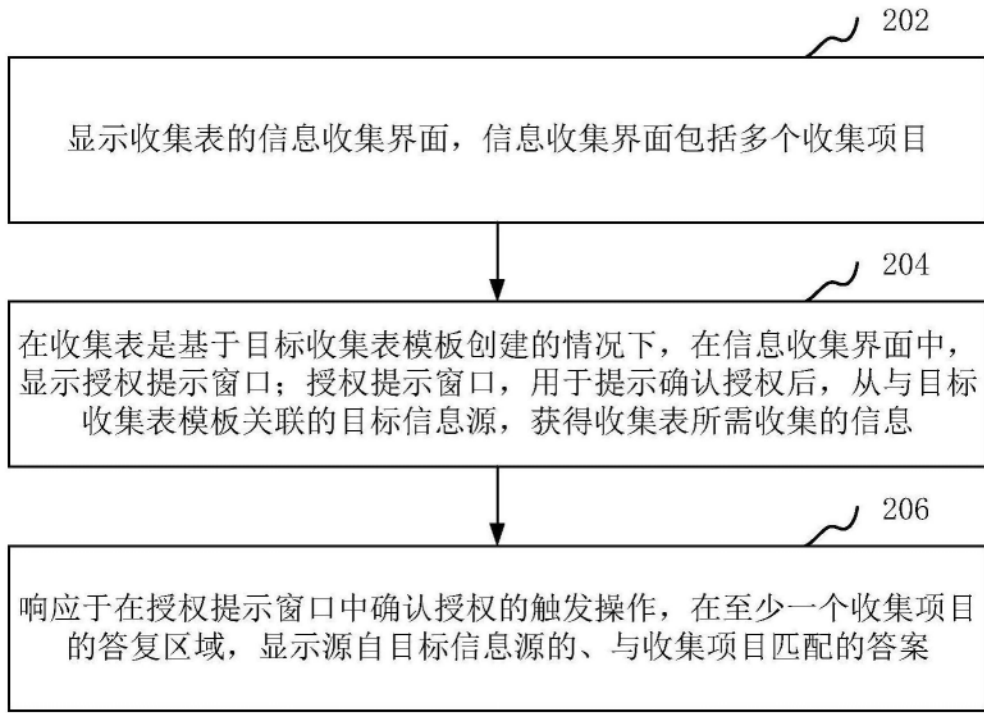 202
显示收集表的信息收集界面，信息收集界面包括多个收集项目
204
在收集表是基于目标收集表模板创建的情况下，在信息收集界面中，
显示授权提示窗口；授权提示窗口，用于提示确认授权后，从与目标
收集表模板关联的目标信息源，获得收集表所需收集的信息
206
响应于在授权提示窗口中确认授权的触发操作，在至少一个收集项目
的答复区域，显示源自目标信息源的、与收集项目匹配的答案